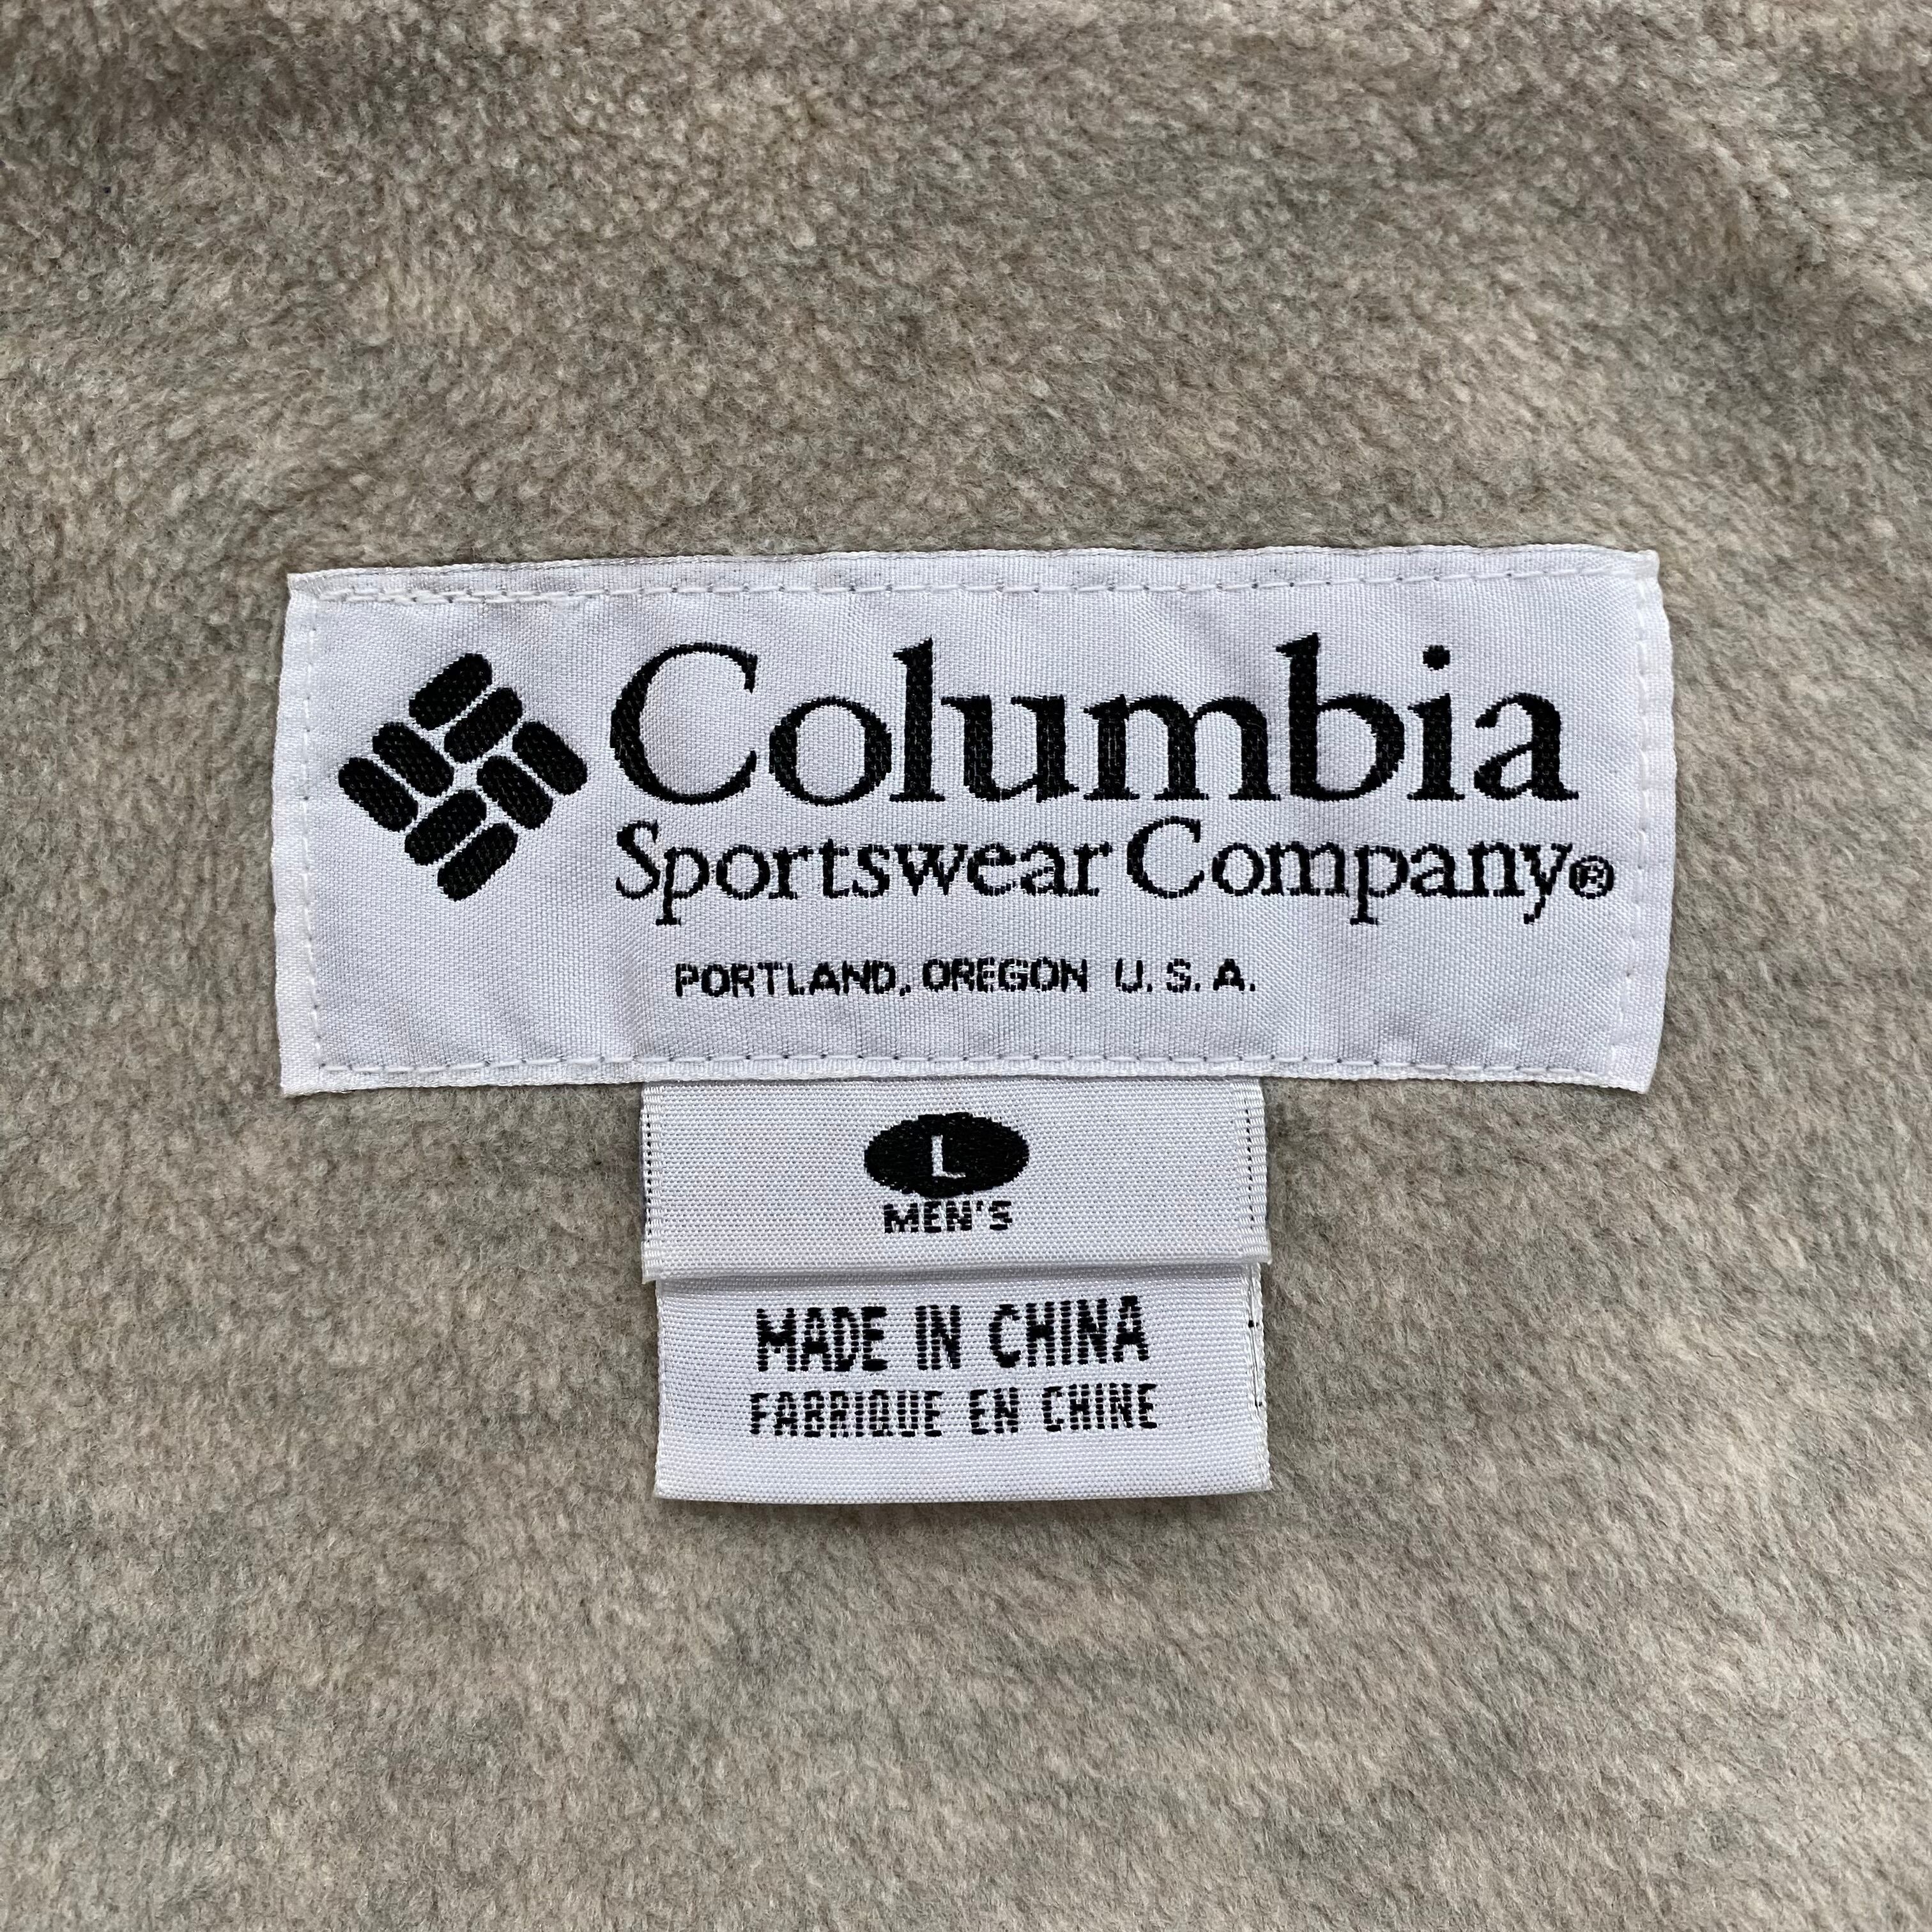 Columbia
Sportswear Company®
PORTLAND, OREGON U.S.A.
L
MEN'S
MADE IN CHINA
FABRIQUE EN CHINE